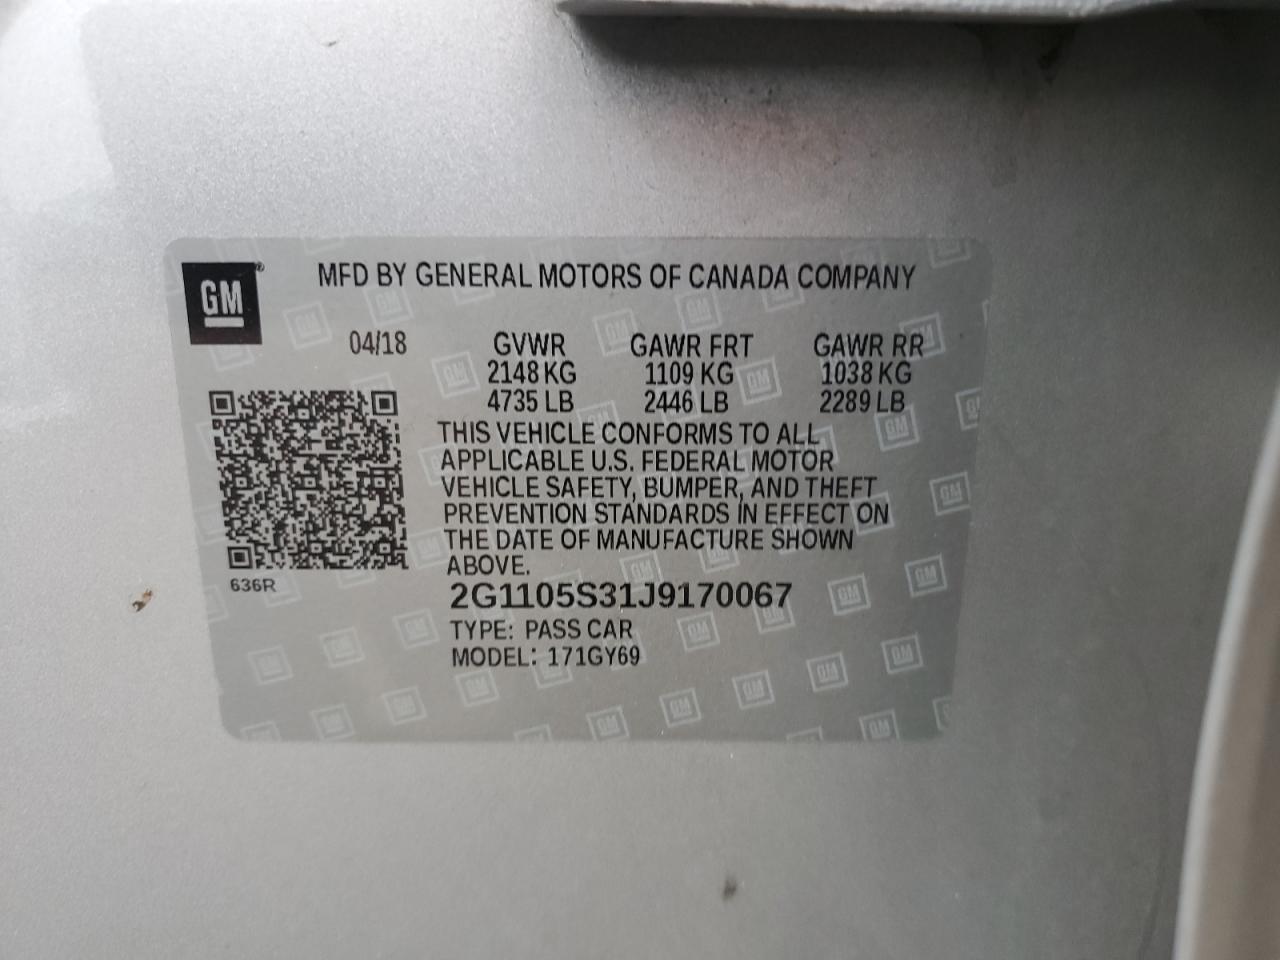 GM
MFD BY GENERAL MOTORS OF CANADA COMPANY
04/18 GVWR GAWR FRT GAWR RR
2148 KG 1109 KG 1038 KG
4735 LB 2446 LB 2289 LB
THIS VEHICLE CONFORMS TO ALL
APPLICABLE U.S. FEDERAL MOTOR
VEHICLE SAFETY, BUMPER, AND THEFT
PREVENTION STANDARDS IN EFFECT ON
THE DATE OF MANUFACTURE SHOWN
ABOVE.
636R
2G1105S31J9170067
TYPE: PASS CAR
MODEL: 171GY69